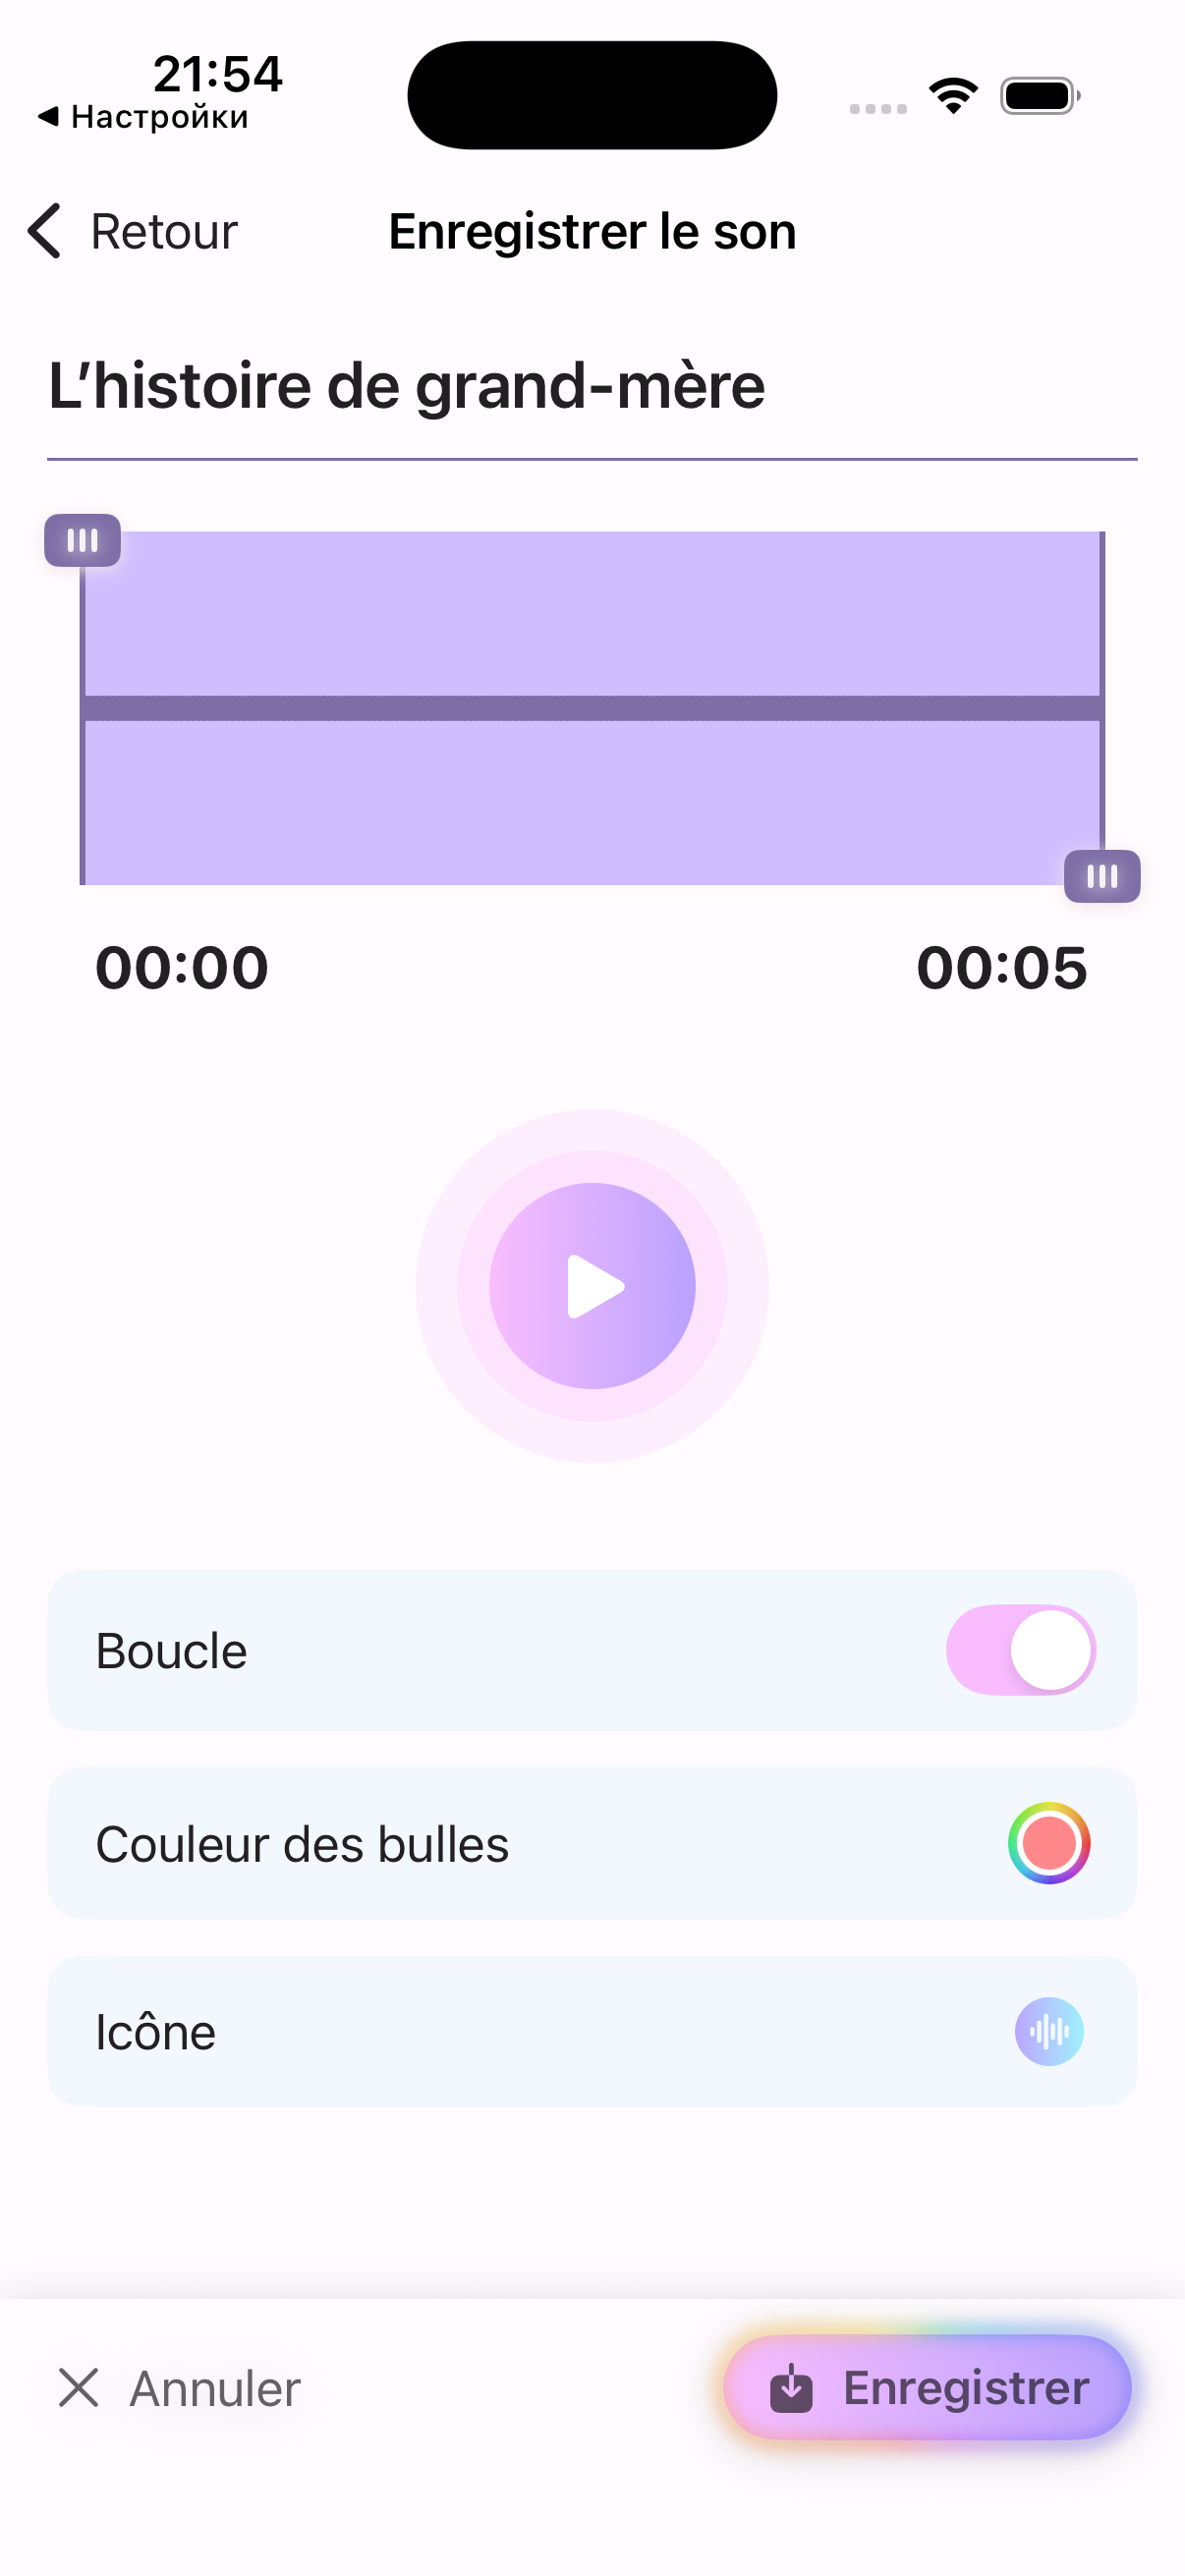 21:54
Настройки
Retour
Enregistrer le son
L’histoire de grand-mère
00:00
00:05
Boucle
Couleur des bulles
Icône
Annuler
Enregistrer